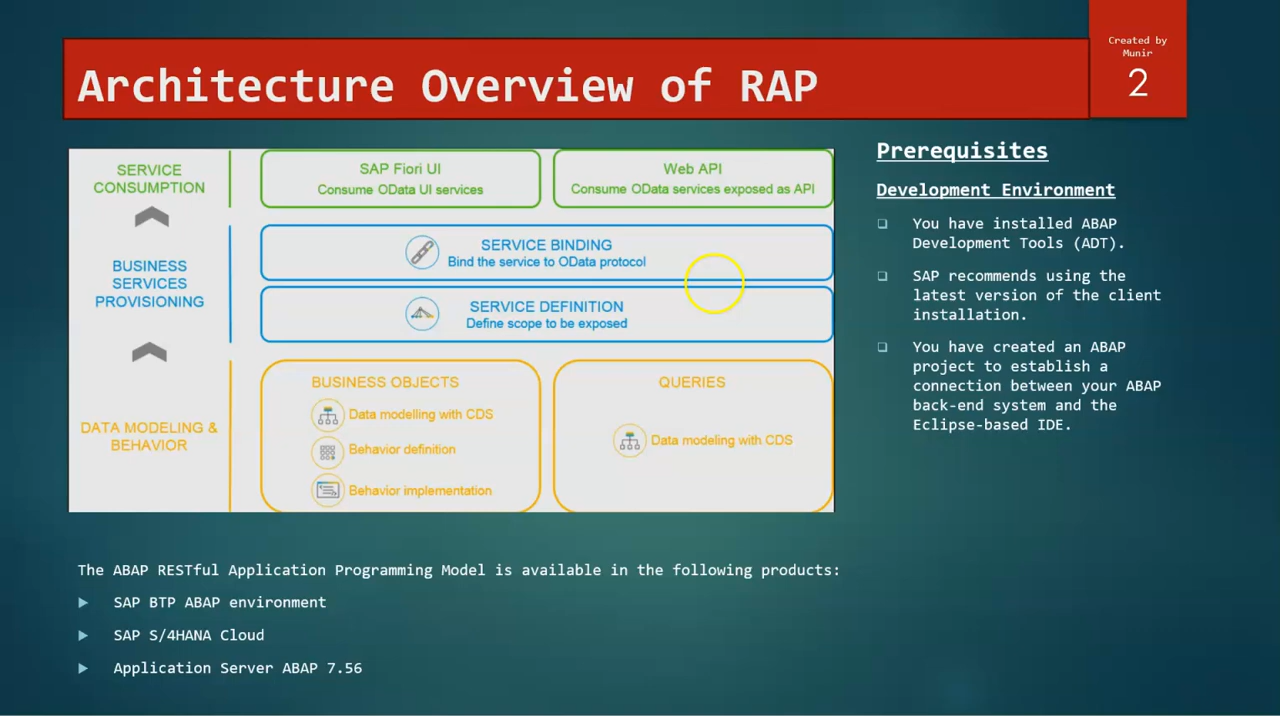 Created by
Munir
2
Architecture Overview of RAP
SERVICE
CONSUMPTION
SAP Fiori UI
Consume OData UI services
Web API
Consume OData services exposed as API
BUSINESS
SERVICES
PROVISIONING
SERVICE BINDING
Bind the service to OData protocol
SERVICE DEFINITION
Define scope to be exposed
DATA MODELING &
BEHAVIOR
BUSINESS OBJECTS
Data modelling with CDS
Behavior definition
Behavior implementation
QUERIES
Data modeling with CDS
Prerequisites
Development Environment
You have installed ABAP
Development Tools (ADT).
SAP recommends using the
latest version of the client
installation.
You have created an ABAP
project to establish a
connection between your ABAP
back-end system and the
Eclipse-based IDE.
The ABAP RESTful Application Programming Model is available in the following products:
SAP BTP ABAP environment
SAP S/4HANA Cloud
Application Server ABAP 7.56